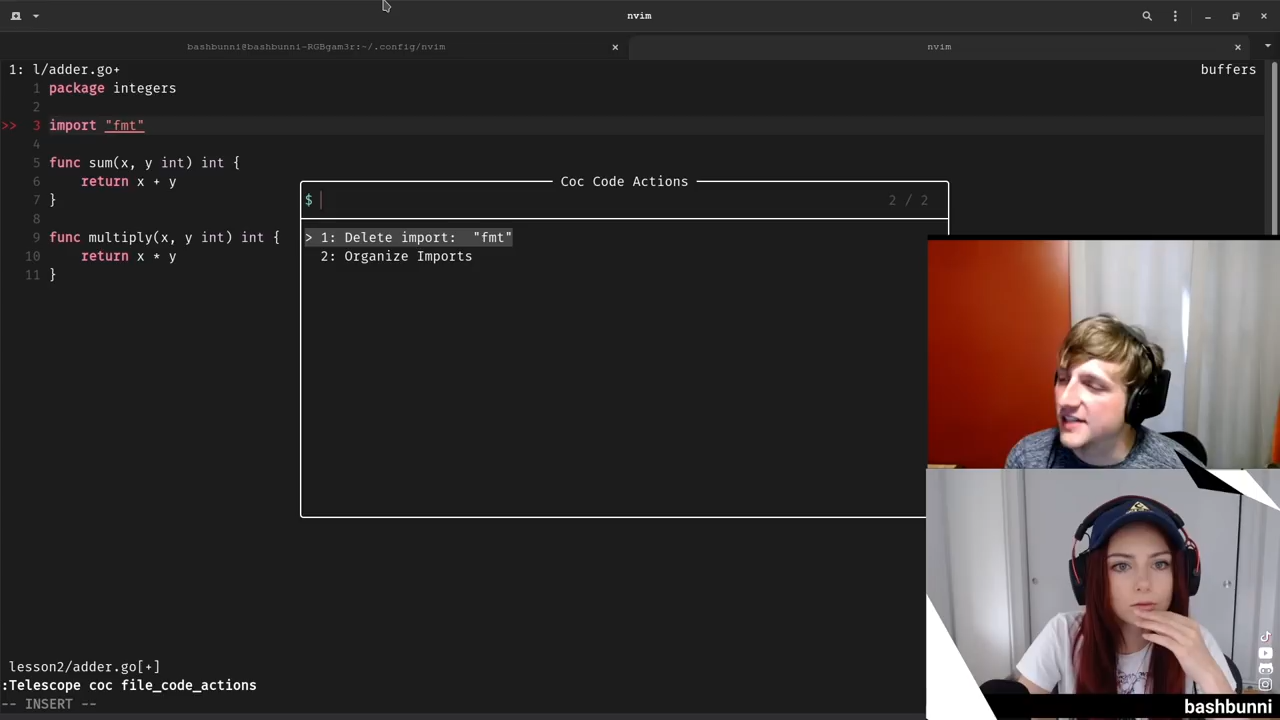 nvim
bashbunni@bashbunni-RGBgam3r:~/.config/nvim
nvim
1: l/adder.go+
buffers
1 package integers
2
>> 3 import "fmt"
4
5 func sum(x, y int) int {
6 return x + y
7 }
8
9 func multiply(x, y int) int {
10 return x * y
11 }
Coc Code Actions
$
2 / 2
> 1: Delete import: "fmt"
2: Organize Imports
lesson2/adder.go[+]
:Telescope coc file_code_actions
-- INSERT --
bashbunni